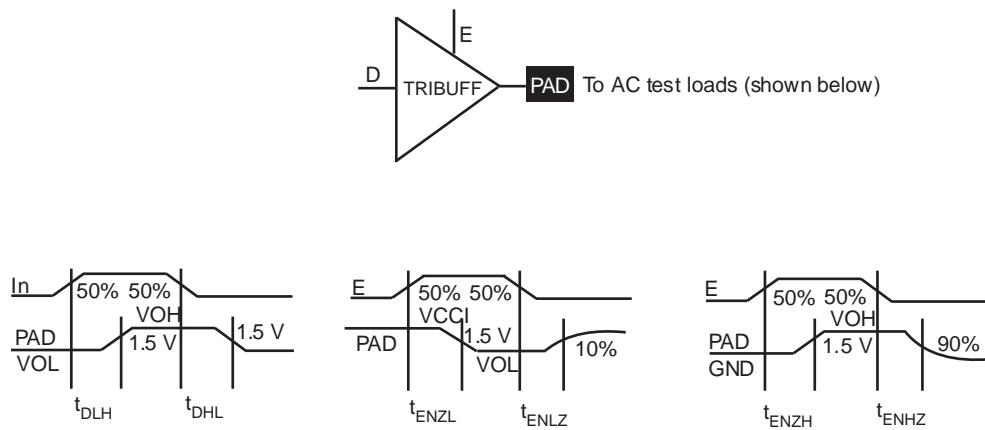 E
D
TRIBUFF
PAD To AC test loads (shown below)
In
50% 50%
VOH
PAD
VOL
1.5 V
1.5 V
tDLH
tDHL
E
50% 50%
VCCI
PAD
1.5 V
VOL
10%
tENZL
tENLZ
E
50% 50%
VOH
PAD
GND
1.5 V
90%
tENZH
tENHZ